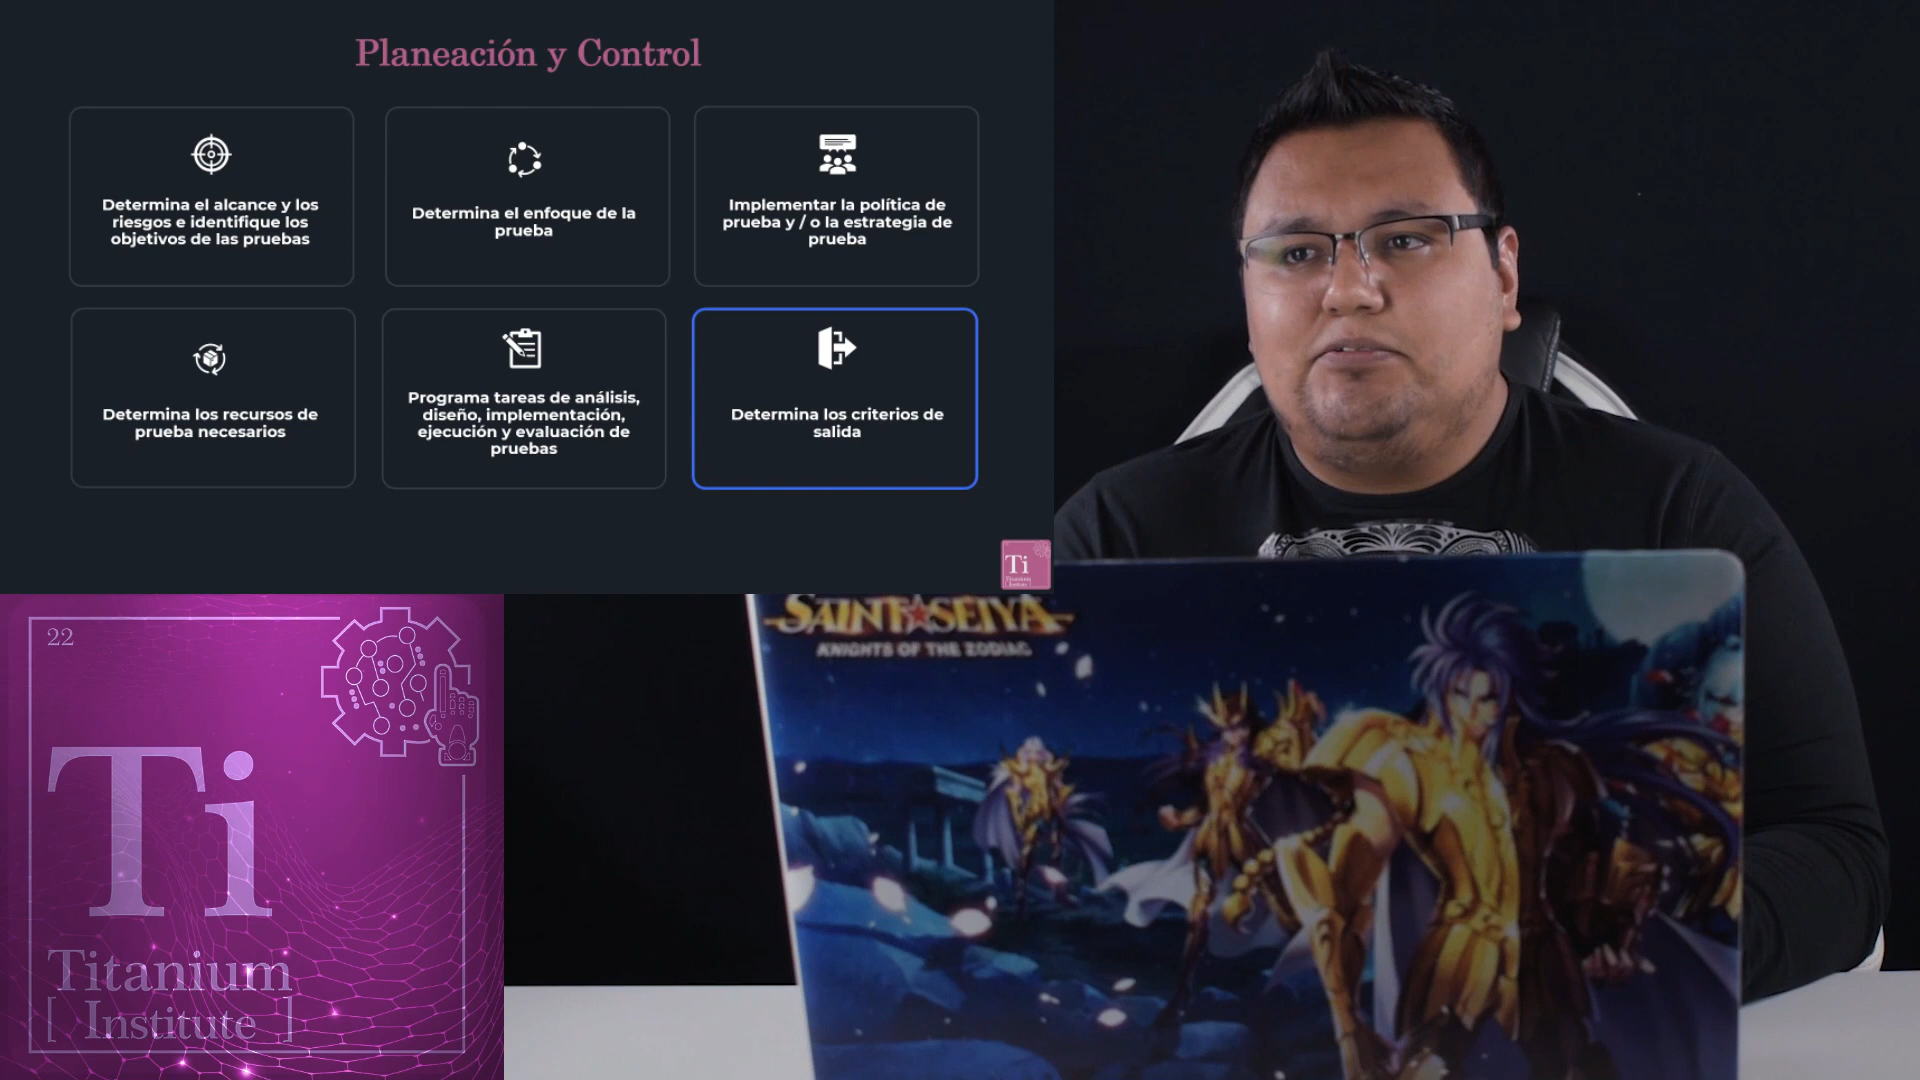 Planeación y Control
Determina el alcance y los
riesgos e identifique los
objetivos de las pruebas
Determina el enfoque de la
prueba
Implementar la política de
prueba y / o la estrategia de
prueba
Determina los recursos de
prueba necesarios
Programa tareas de análisis,
diseño, implementación,
ejecución y evaluación de
pruebas
Determina los criterios de
salida
Ti
Titanium
[ Institute ]
22
Ti
Titanium
[ Institute ]
SAINT SEIYA
KNIGHTS OF THE ZODIAC